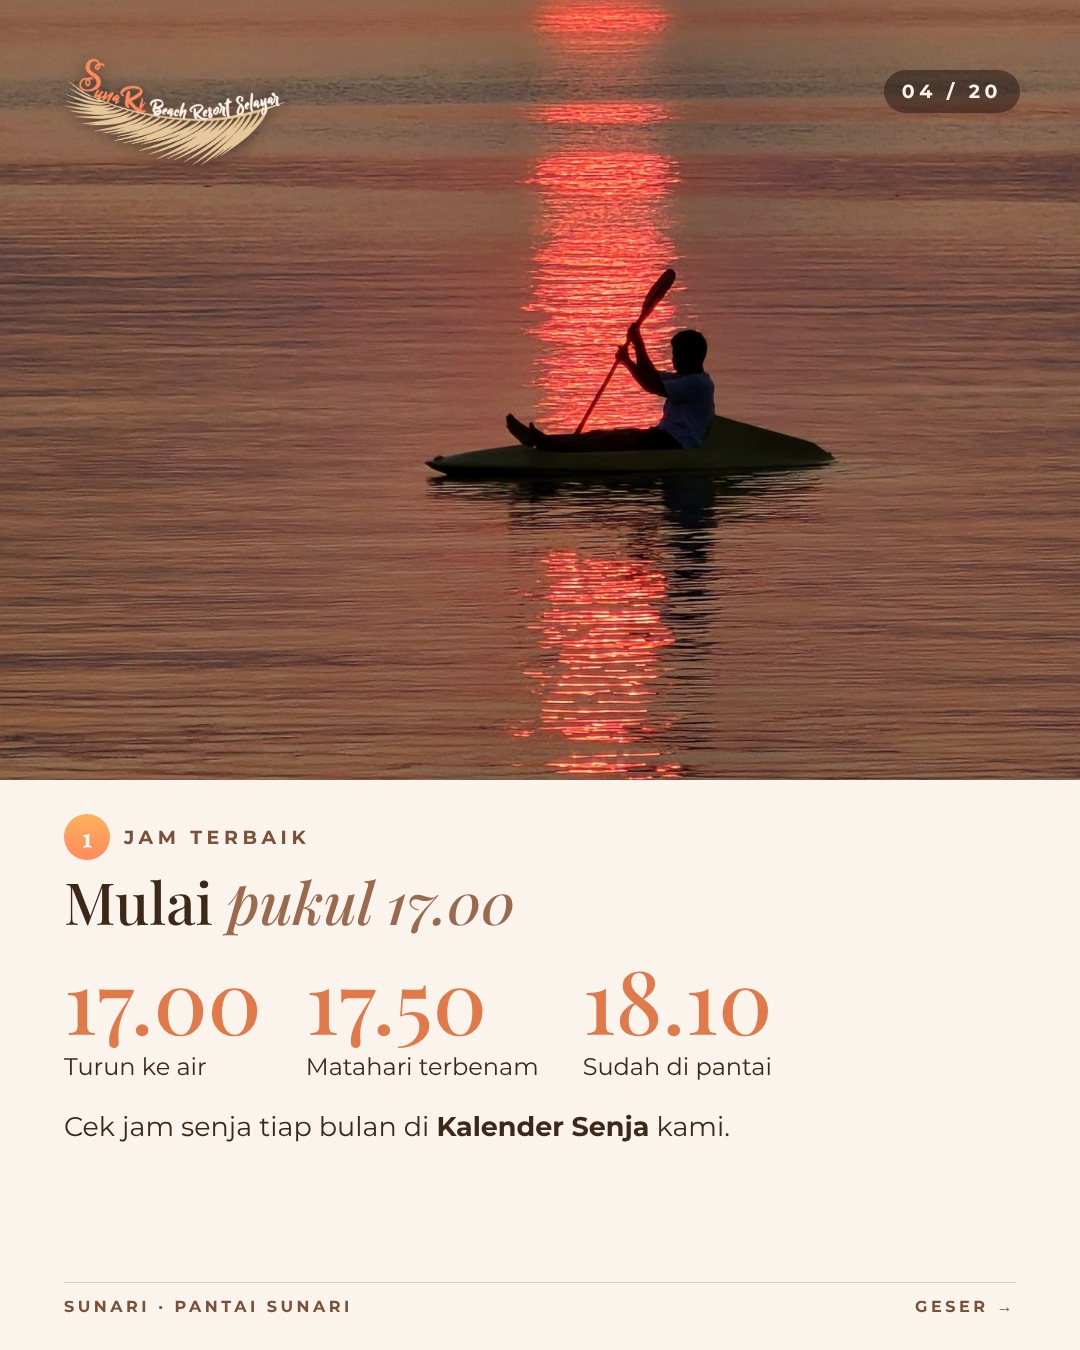 SunaRi Beach Resort Selayar
04 / 20
1 JAM TERBAIK
Mulai pukul 17.00
17.00 17.50 18.10
Turun ke air Matahari terbenam Sudah di pantai
Cek jam senja tiap bulan di Kalender Senja kami.
SUNARI · PANTAI SUNARI GESER →